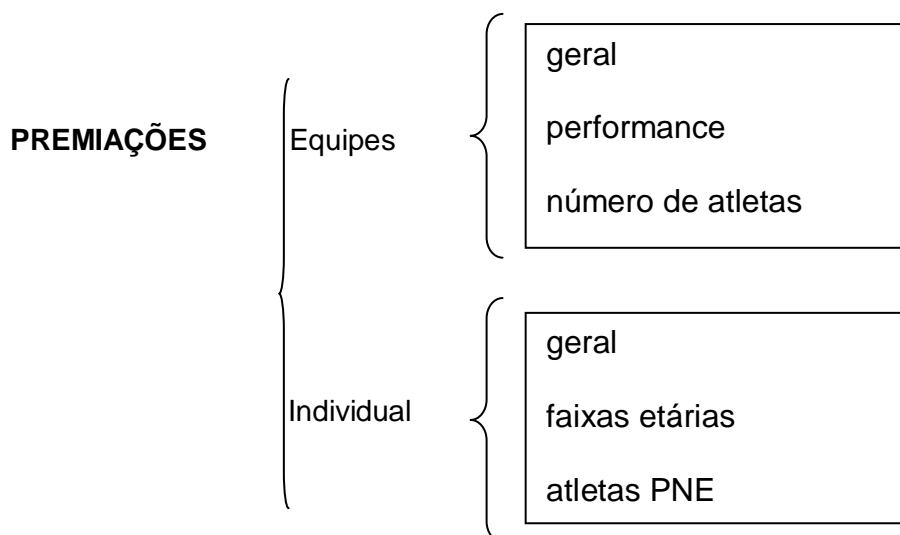 PREMIAÇÕES
Equipes
geral
performance
número de atletas
Individual
geral
faixas etárias
atletas PNE